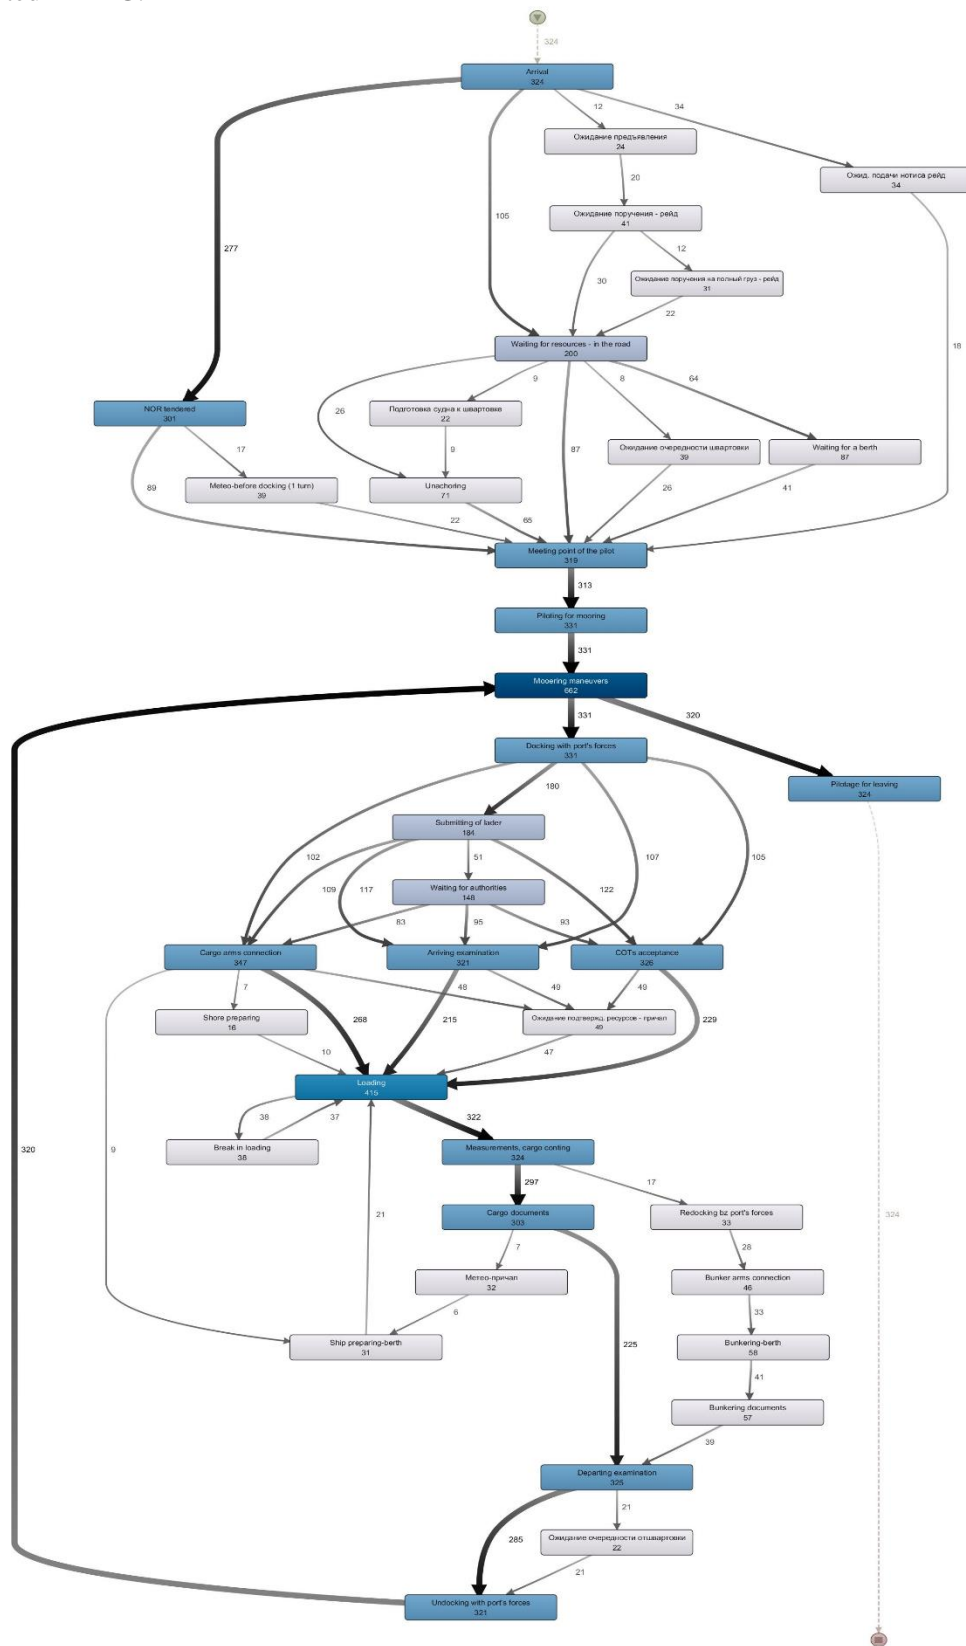 324
Arrival
324
12
34
Ожидание предъявления
24
Ожид. подачи нотиса рейд
34
20
105
Ожидание поручения - рейд
41
277
12
30
Ожидание поручения на полный груз - рейд
31
22
18
Waiting for resources - in the road
200
9
8
64
26
NOR tendered
301
Подготовка судна к швартовке
22
87
Ожидание очередности швартовки
39
Waiting for a berth
87
17
9
89
Meteo-before docking (1 turn)
39
Unachoring
71
26
41
22
65
Meeting point of the pilot
319
313
Piloting for mooring
331
331
Mooering maneuvers
662
331
320
Docking with port's forces
331
Pilotage for leaving
324
180
Submitting of lader
184
102
107
105
51
109
117
122
Waiting for authorities
148
83
95
93
Cargo arms connection
347
Arriving examination
321
COTs acceptance
326
7
48
49
49
Shore preparing
16
268
215
Ожидание подтвержд. ресурсов - причал
49
229
10
47
Loading
415
38
37
322
320
9
Break in loading
38
Measurements, cargo conting
324
297
17
21
Cargo documents
303
Redocking bz port's forces
33
324
7
28
Метео-причал
32
Bunker arms connection
46
6
33
Ship preparing-berth
31
225
Bunkering-berth
58
41
Bunkering documents
57
39
Departing examination
325
21
285
Ожидание очередности отшвартовки
22
21
Undocking with port's forces
321